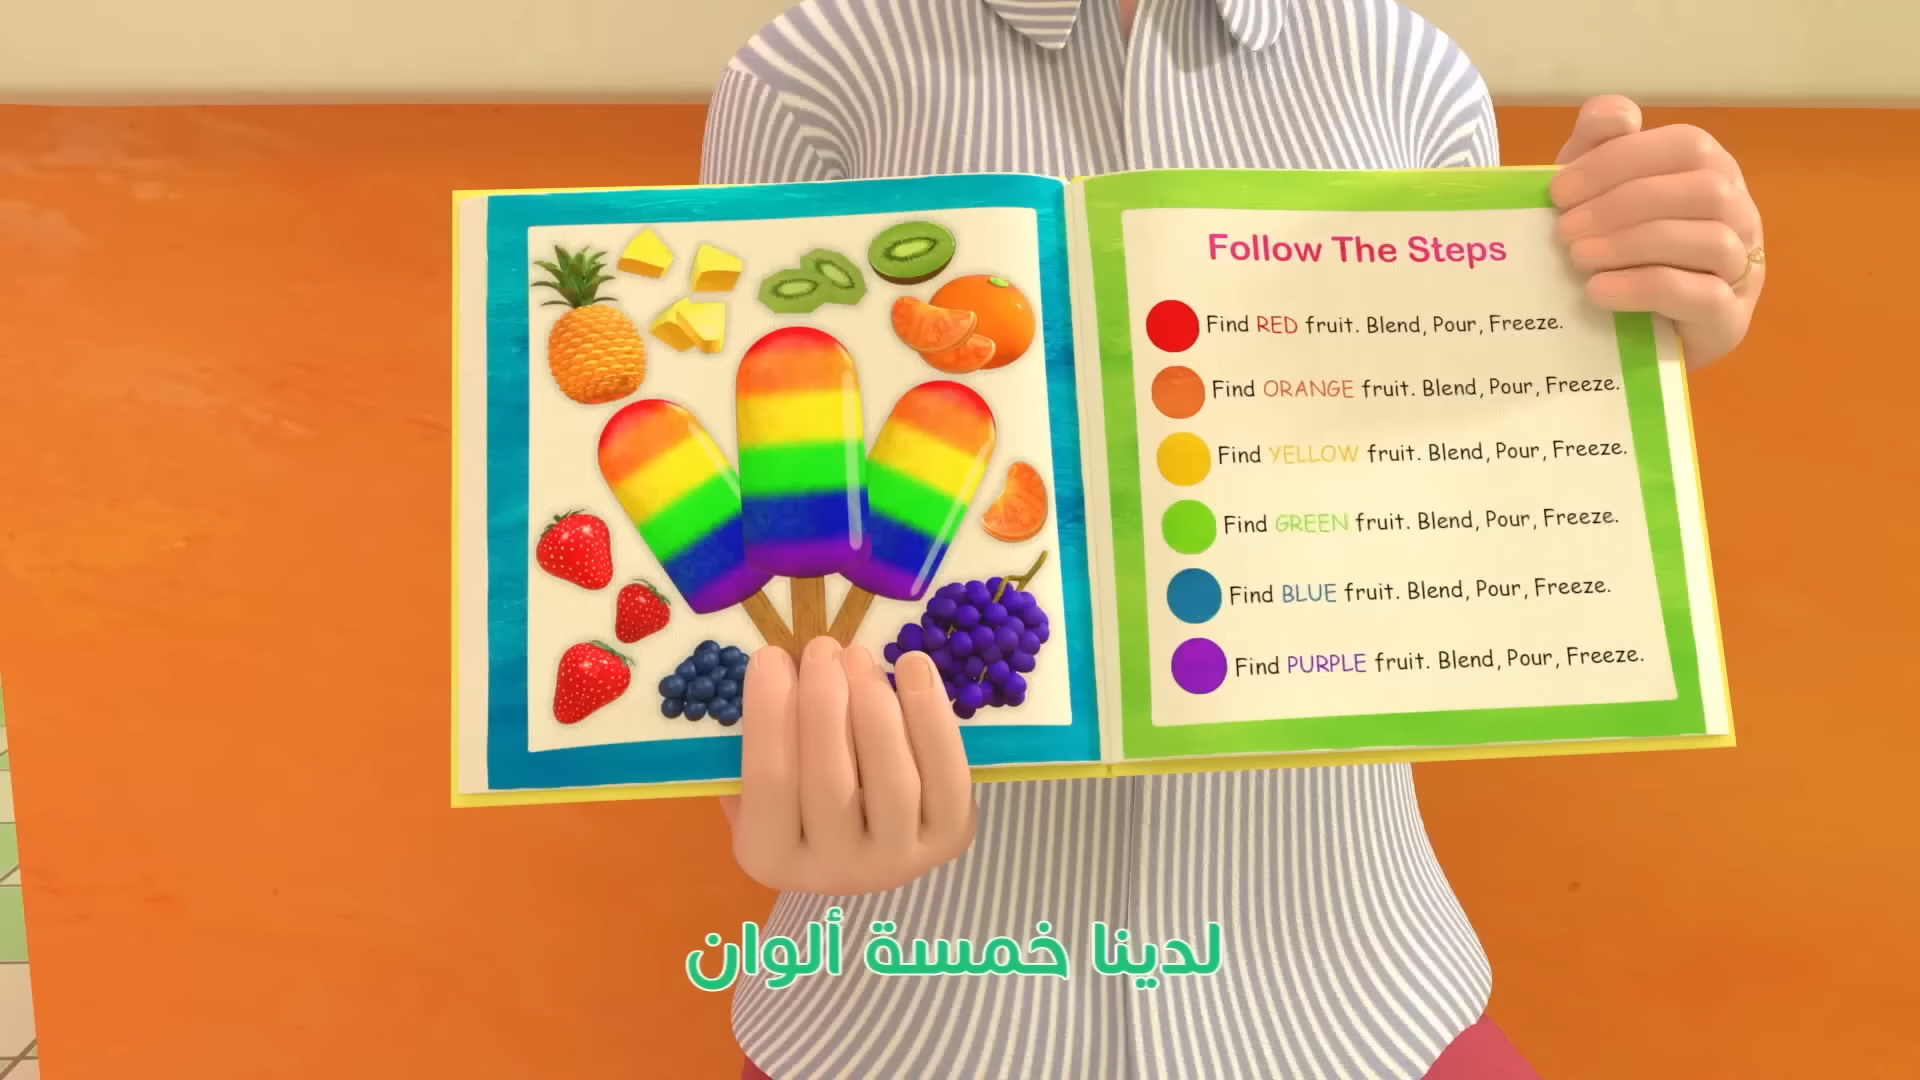 Follow The Steps
Find RED fruit. Blend, Pour, Freeze.
Find ORANGE fruit. Blend, Pour, Freeze.
Find YELLOW fruit. Blend, Pour, Freeze.
Find GREEN fruit. Blend, Pour, Freeze.
Find BLUE fruit. Blend, Pour, Freeze.
Find PURPLE fruit. Blend, Pour, Freeze.
لدينا خمسة ألوان